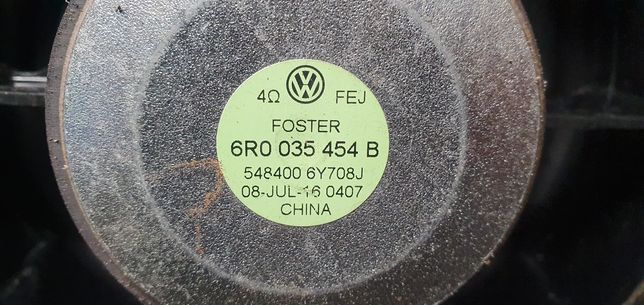 4Ω VW FEJ
FOSTER
6R0 035 454 B
548400 6Y708J
08-JUL-16 0407
CHINA